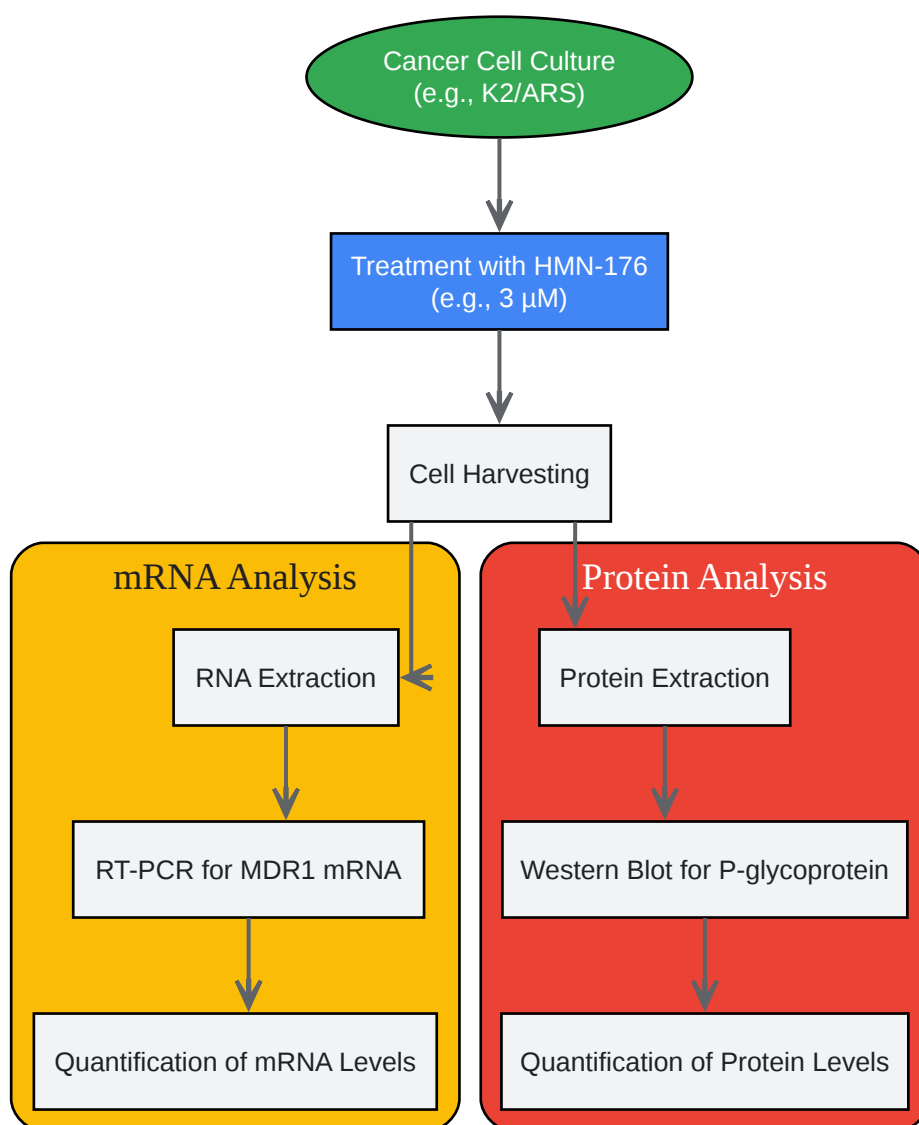 Cancer Cell Culture
(e.g., K2/ARS)
Treatment with HMN-176
(e.g., 3 µM)
Cell Harvesting
mRNA Analysis
RNA Extraction
RT-PCR for MDR1 mRNA
Quantification of mRNA Levels
Protein Analysis
Protein Extraction
Western Blot for P-glycoprotein
Quantification of Protein Levels